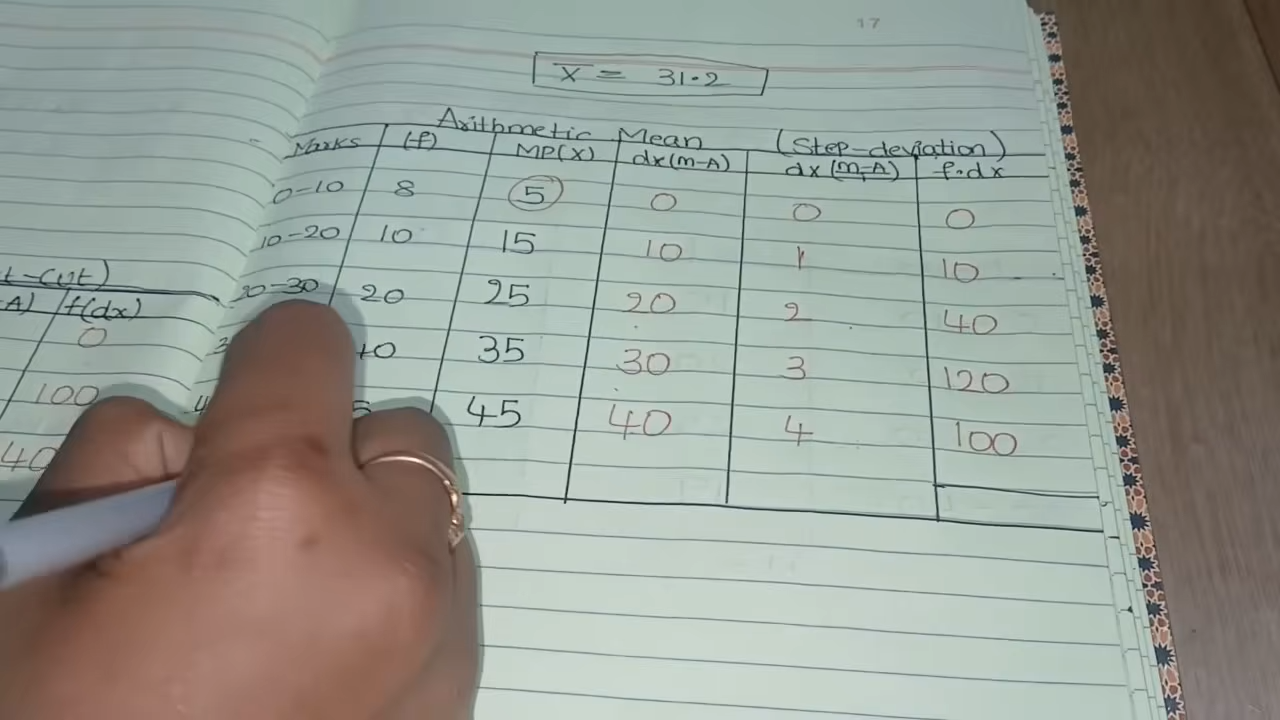 17
x̄ = 31.2
Arithmetic Mean (Step-deviation)
Marks (f) MP(X) dx(m-A) dx(m-A) f.dx
0-10 8 5 0 0 0
10-20 10 15 10 1 10
20-30 20 25 20 2 40
35 30 3 120
45 40 4 100
t-Cut)
A) f(dx)
0
100
40